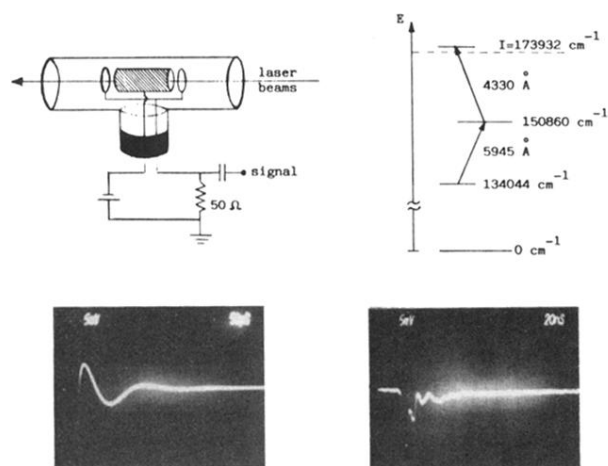 laser
beams
signal
50 Ω
E
I=173932 cm⁻¹
4330 Å
150860 cm⁻¹
5945 Å
134044 cm⁻¹
0 cm⁻¹
5mV
5mV 20nS